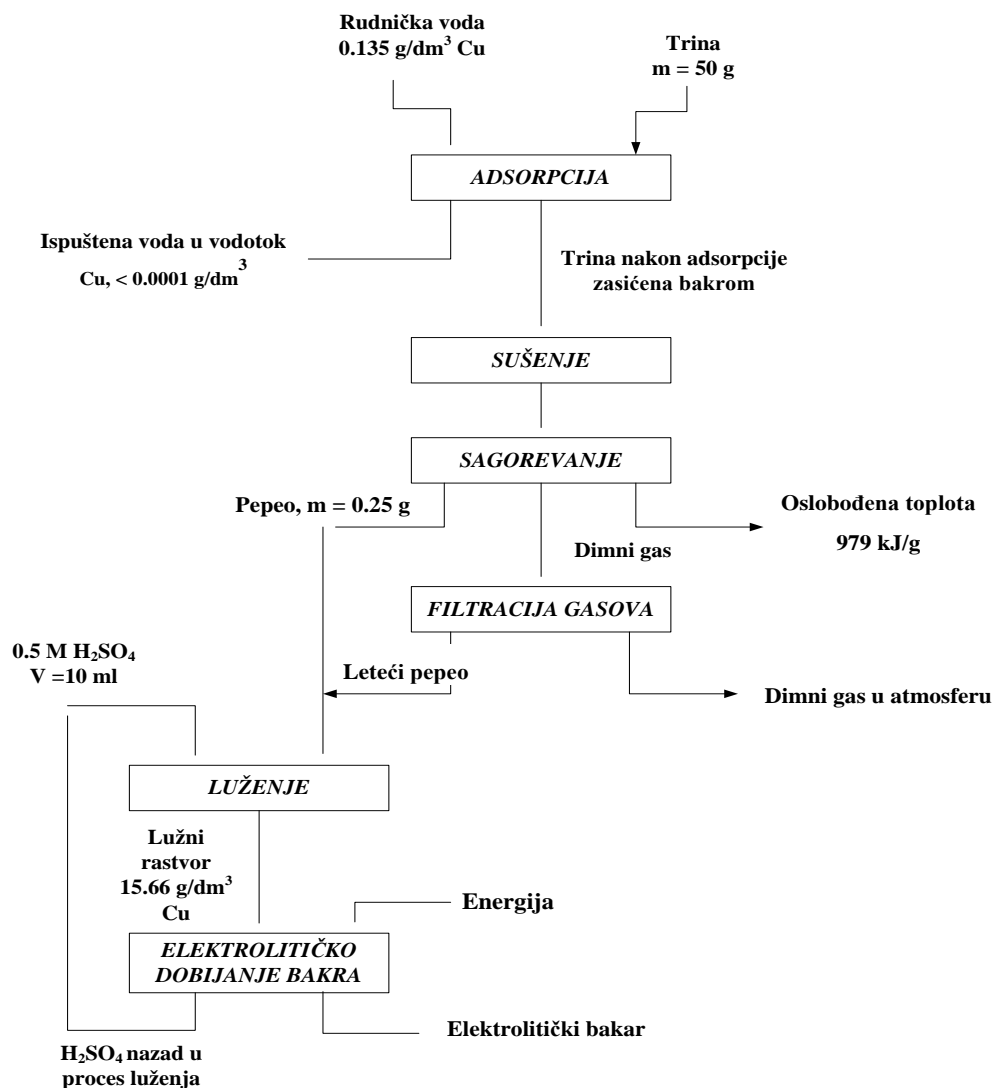 Rudnička voda
0.135 g/dm³ Cu
Trina
m = 50 g
ADSORPCIJA
Ispuštena voda u vodotok
Cu, < 0.0001 g/dm³
Trina nakon adsorpcije
zasićena bakrom
SUŠENJE
SAGOREVANJE
Pepeo, m = 0.25 g
Oslobođena toplota
979 kJ/g
Dimni gas
FILTRACIJA GASOVA
0.5 M H₂SO₄
V =10 ml
Leteći pepeo
Dimni gas u atmosferu
LUŽENJE
Lužni
rastvor
15.66 g/dm³
Cu
Energija
ELEKTROLITIČKO
DOBIJANJE BAKRA
Elektrolitički bakar
H₂SO₄ nazad u
proces luženja